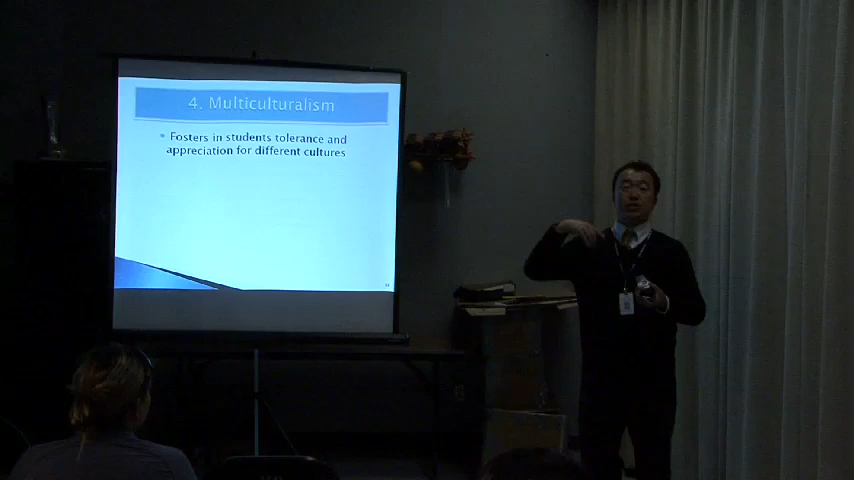 4. Multiculturalism
• Fosters in students tolerance and
appreciation for different cultures